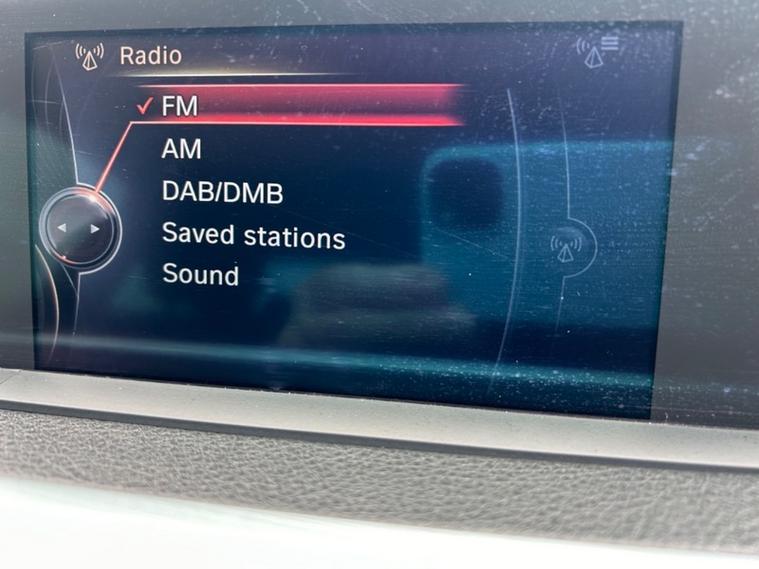 Radio
✓ FM
AM
DAB/DMB
Saved stations
Sound